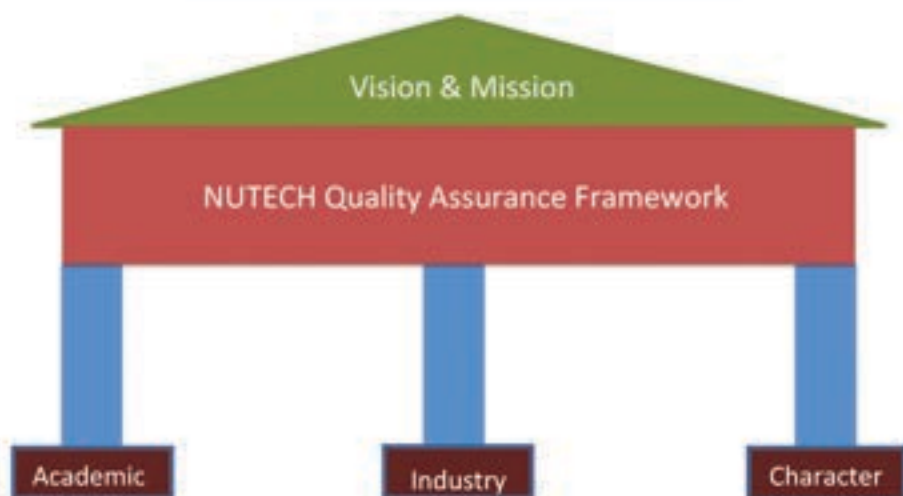 Vision & Mission
NUTECH Quality Assurance Framework
Academic
Industry
Character